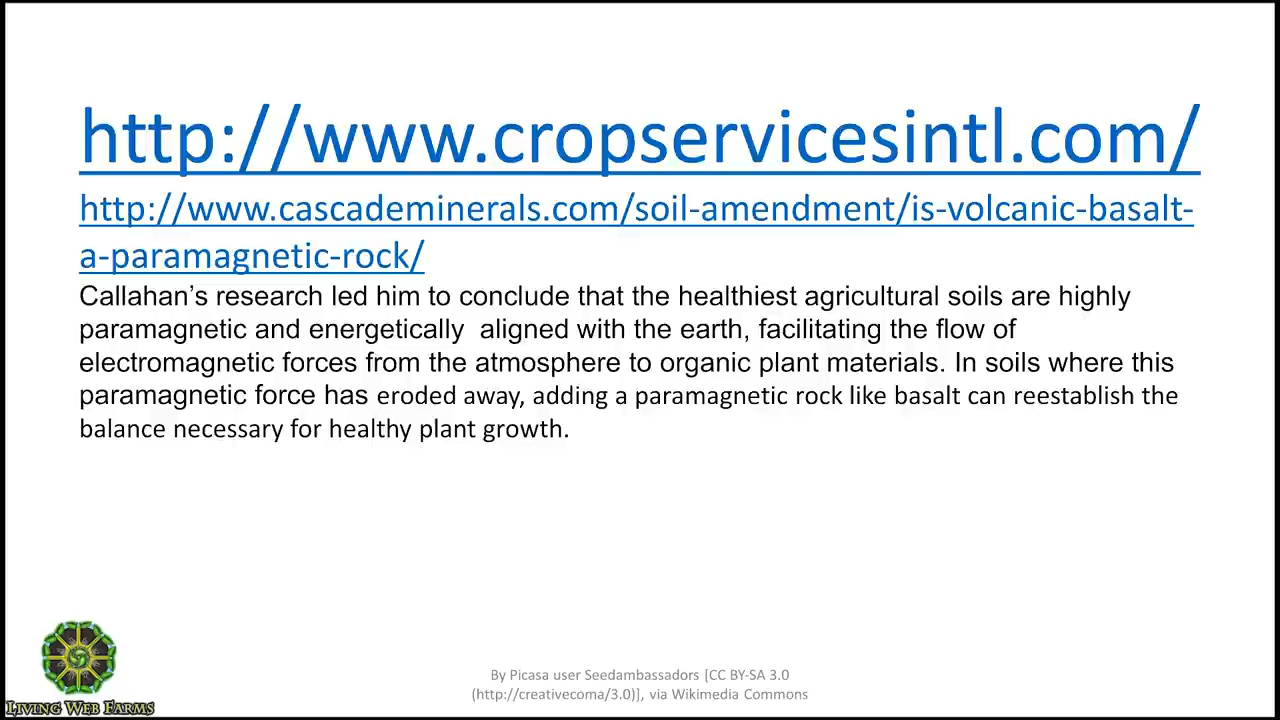 http://www.cropservicesintl.com/
http://www.cascademinerals.com/soil-amendment/is-volcanic-basalt-
a-paramagnetic-rock/
Callahan’s research led him to conclude that the healthiest agricultural soils are highly
paramagnetic and energetically  aligned with the earth, facilitating the flow of
electromagnetic forces from the atmosphere to organic plant materials. In soils where this
paramagnetic force has eroded away, adding a paramagnetic rock like basalt can reestablish the
balance necessary for healthy plant growth.
By Picasa user Seedambassadors [CC BY-SA 3.0
(http://creativecoma/3.0)], via Wikimedia Commons
Living Web Farms